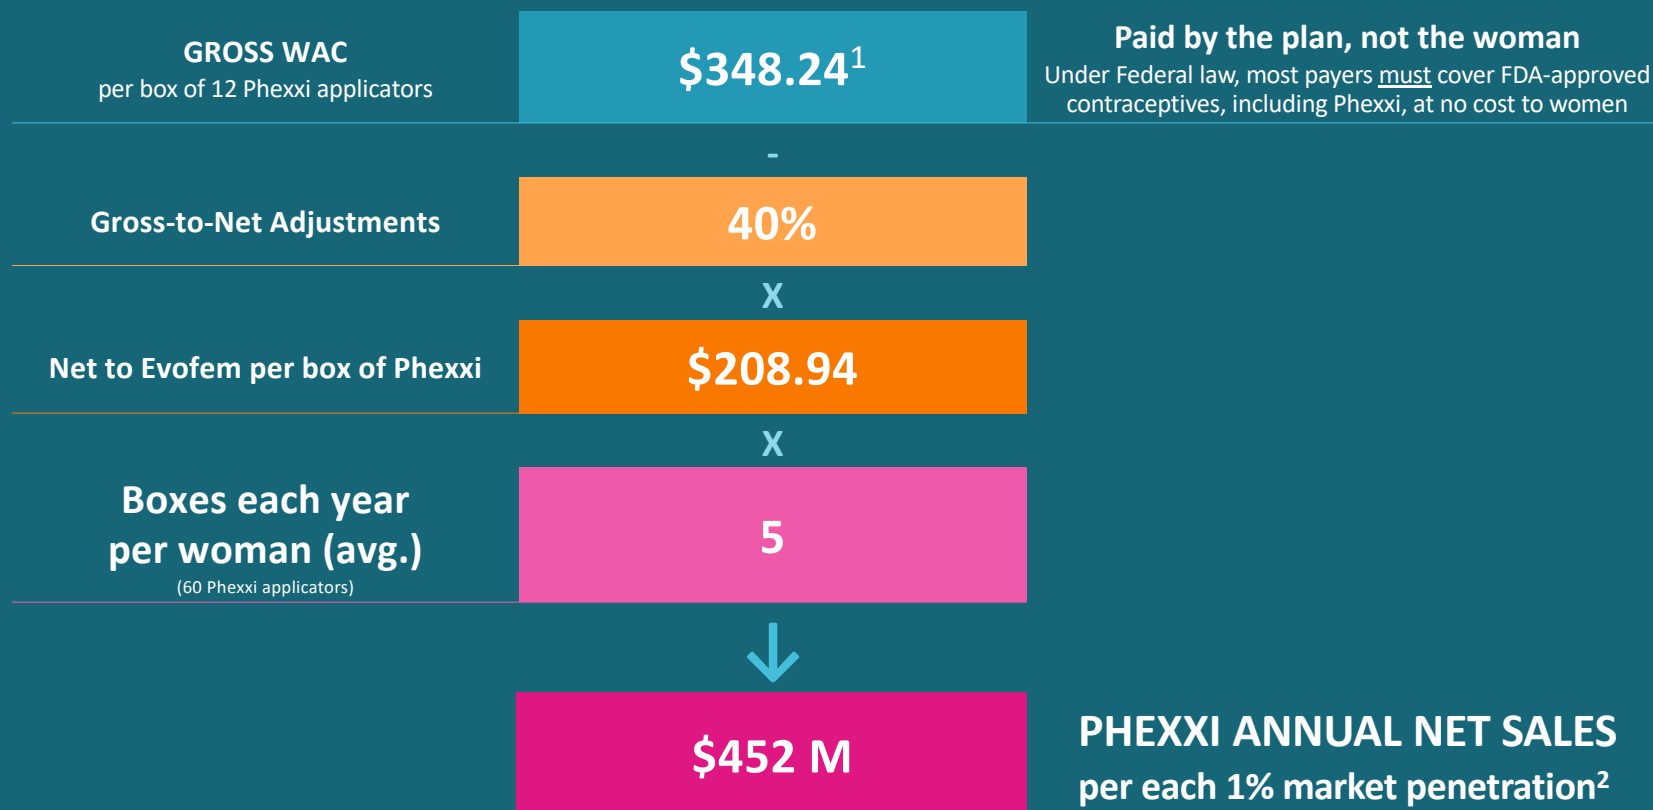 GROSS WAC
per box of 12 Phexxi applicators
$348.24¹
Paid by the plan, not the woman
Under Federal law, most payers must cover FDA-approved
contraceptives, including Phexxi, at no cost to women
-
Gross-to-Net Adjustments
40%
X
Net to Evofem per box of Phexxi
$208.94
X
Boxes each year
per woman (avg.)
(60 Phexxi applicators)
5
$452 M
PHEXXI ANNUAL NET SALES
per each 1% market penetration²